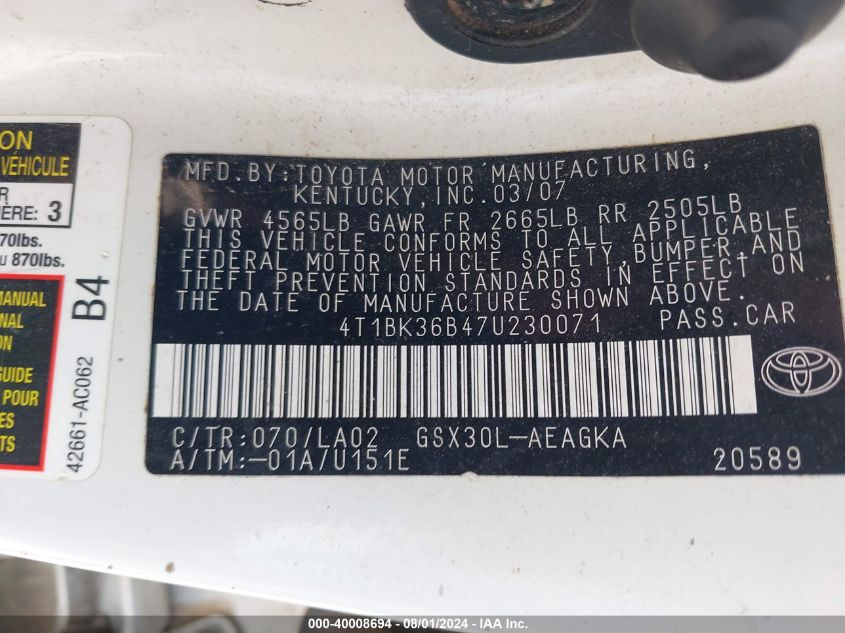 MFD. BY: TOYOTA MOTOR MANUFACTURING,
KENTUCKY, INC. 03/07
GVWR 4565LB GAWR FR 2665LB RR 2505LB
THIS VEHICLE CONFORMS TO ALL APPLICABLE
FEDERAL MOTOR VEHICLE SAFETY, BUMPER, AND
THEFT PREVENTION STANDARDS IN EFFECT ON
THE DATE OF MANUFACTURE SHOWN ABOVE.
4T1BK36B47U230071 PASS. CAR
C/TR: 070/LA02 GSX30L-AEAGKA
A/TM: -01A/U151E 20589
ON
VÉHICULE
R
IÈRE: 3
70lbs.
u 870lbs.
MANUAL
NAL
ON
GUIDE
POUR
ES
TS
42661-AC062 B4
000-40008694 - 08/01/2024 - IAA Inc.